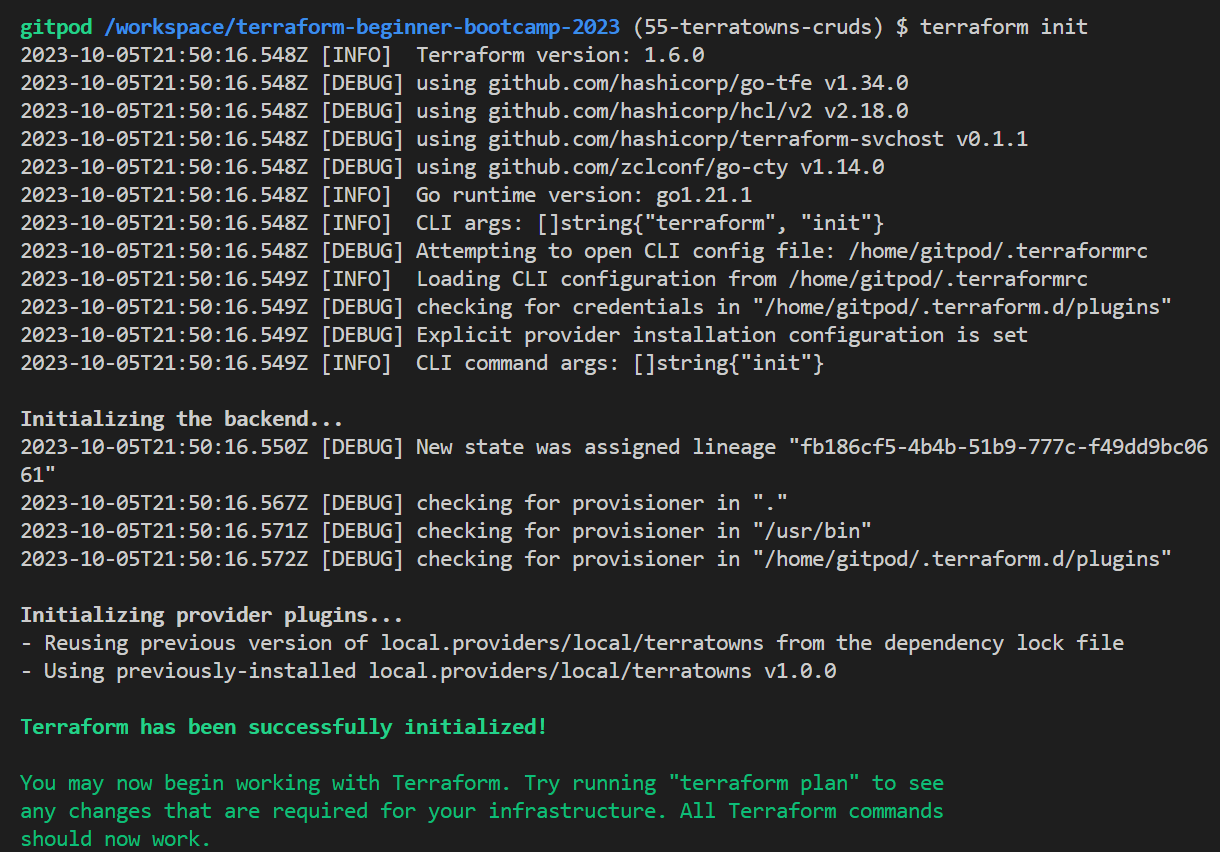 gitpod /workspace/terraform-beginner-bootcamp-2023 (55-terratowns-cruds) $ terraform init
2023-10-05T21:50:16.548Z [INFO]  Terraform version: 1.6.0
2023-10-05T21:50:16.548Z [DEBUG] using github.com/hashicorp/go-tfe v1.34.0
2023-10-05T21:50:16.548Z [DEBUG] using github.com/hashicorp/hcl/v2 v2.18.0
2023-10-05T21:50:16.548Z [DEBUG] using github.com/hashicorp/terraform-svchost v0.1.1
2023-10-05T21:50:16.548Z [DEBUG] using github.com/zclconf/go-cty v1.14.0
2023-10-05T21:50:16.548Z [INFO]  Go runtime version: go1.21.1
2023-10-05T21:50:16.548Z [INFO]  CLI args: []string{"terraform", "init"}
2023-10-05T21:50:16.548Z [DEBUG] Attempting to open CLI config file: /home/gitpod/.terraformrc
2023-10-05T21:50:16.549Z [INFO]  Loading CLI configuration from /home/gitpod/.terraformrc
2023-10-05T21:50:16.549Z [DEBUG] checking for credentials in "/home/gitpod/.terraform.d/plugins"
2023-10-05T21:50:16.549Z [DEBUG] Explicit provider installation configuration is set
2023-10-05T21:50:16.549Z [INFO]  CLI command args: []string{"init"}
Initializing the backend...
2023-10-05T21:50:16.550Z [DEBUG] New state was assigned lineage "fb186cf5-4b4b-51b9-777c-f49dd9bc06
61"
2023-10-05T21:50:16.567Z [DEBUG] checking for provisioner in "."
2023-10-05T21:50:16.571Z [DEBUG] checking for provisioner in "/usr/bin"
2023-10-05T21:50:16.572Z [DEBUG] checking for provisioner in "/home/gitpod/.terraform.d/plugins"
Initializing provider plugins...
- Reusing previous version of local.providers/local/terratowns from the dependency lock file
- Using previously-installed local.providers/local/terratowns v1.0.0
Terraform has been successfully initialized!
You may now begin working with Terraform. Try running "terraform plan" to see
any changes that are required for your infrastructure. All Terraform commands
should now work.